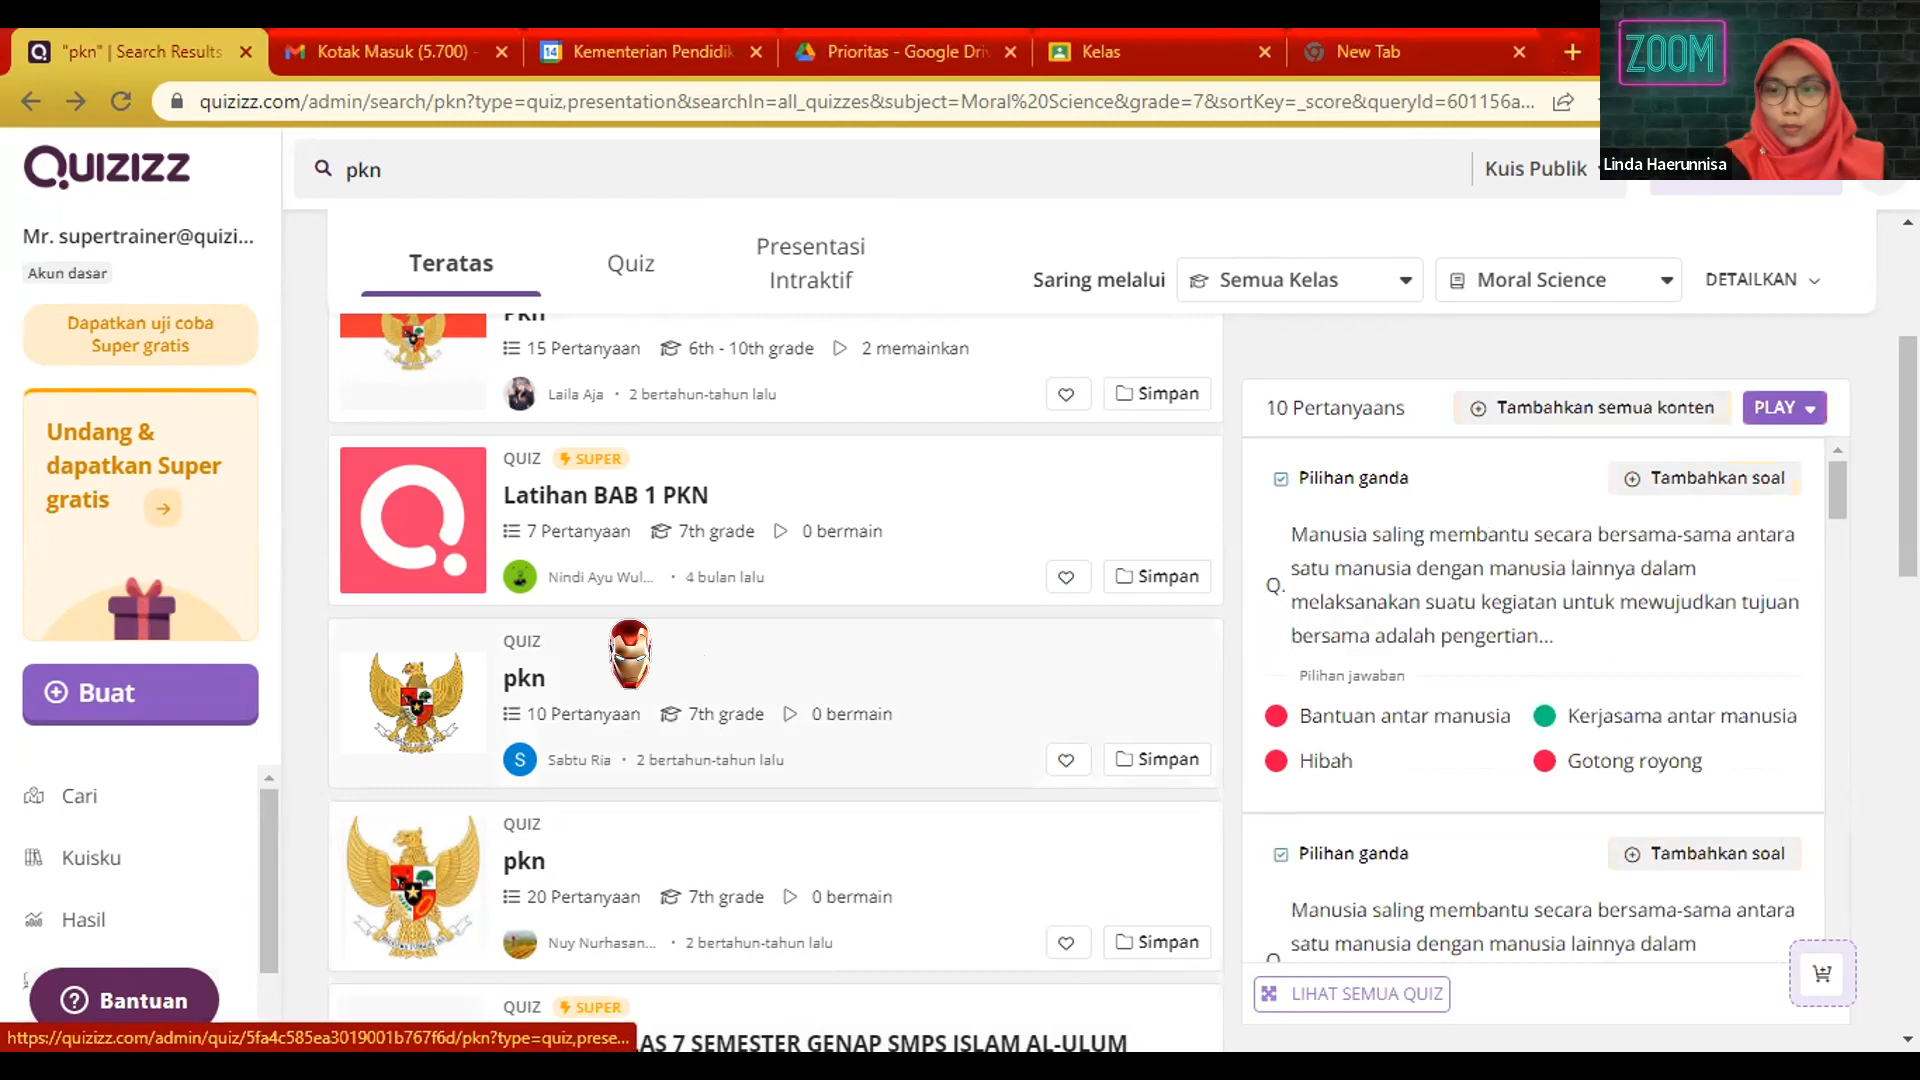 "pkn" | Search Results
Kotak Masuk (5.700) -
14
Kementerian Pendidik
Prioritas - Google Driv
Kelas
New Tab
quizizz.com/admin/search/pkn?type=quiz,presentation&searchIn=all_quizzes&subject=Moral%20Science&grade=7&sortKey=_score&queryId=601156a...
ZOOM
Linda Haerunnisa
QUIZIZZ
Mr. supertrainer@quizi...
Akun dasar
Dapatkan uji coba
Super gratis
Undang &
dapatkan Super
gratis
Buat
Cari
Kuisku
Hasil
Bantuan
https://quizizz.com/admin/quiz/5fa4c585ea3019001b767f6d/pkn?type=quiz,prese...
pkn
Kuis Publik
Teratas
Quiz
Presentasi
Intraktif
Saring melalui
Semua Kelas
Moral Science
DETAILKAN
PKn
15 Pertanyaan 6th - 10th grade 2 memainkan
Laila Aja • 2 bertahun-tahun lalu
Simpan
QUIZ SUPER
Latihan BAB 1 PKN
7 Pertanyaan 7th grade 0 bermain
Nindi Ayu Wul... • 4 bulan lalu
Simpan
QUIZ
pkn
10 Pertanyaan 7th grade 0 bermain
S
Sabtu Ria • 2 bertahun-tahun lalu
Simpan
QUIZ
pkn
20 Pertanyaan 7th grade 0 bermain
Nuy Nurhasan... • 2 bertahun-tahun lalu
Simpan
QUIZ SUPER
AS 7 SEMESTER GENAP SMPS ISLAM AL-ULUM
10 Pertanyaans
Tambahkan semua konten
PLAY
Pilihan ganda
Tambahkan soal
Q.
Manusia saling membantu secara bersama-sama antara
satu manusia dengan manusia lainnya dalam
melaksanakan suatu kegiatan untuk mewujudkan tujuan
bersama adalah pengertian...
Pilihan jawaban
Bantuan antar manusia
Kerjasama antar manusia
Hibah
Gotong royong
Pilihan ganda
Tambahkan soal
Manusia saling membantu secara bersama-sama antara
satu manusia dengan manusia lainnya dalam
LIHAT SEMUA QUIZ